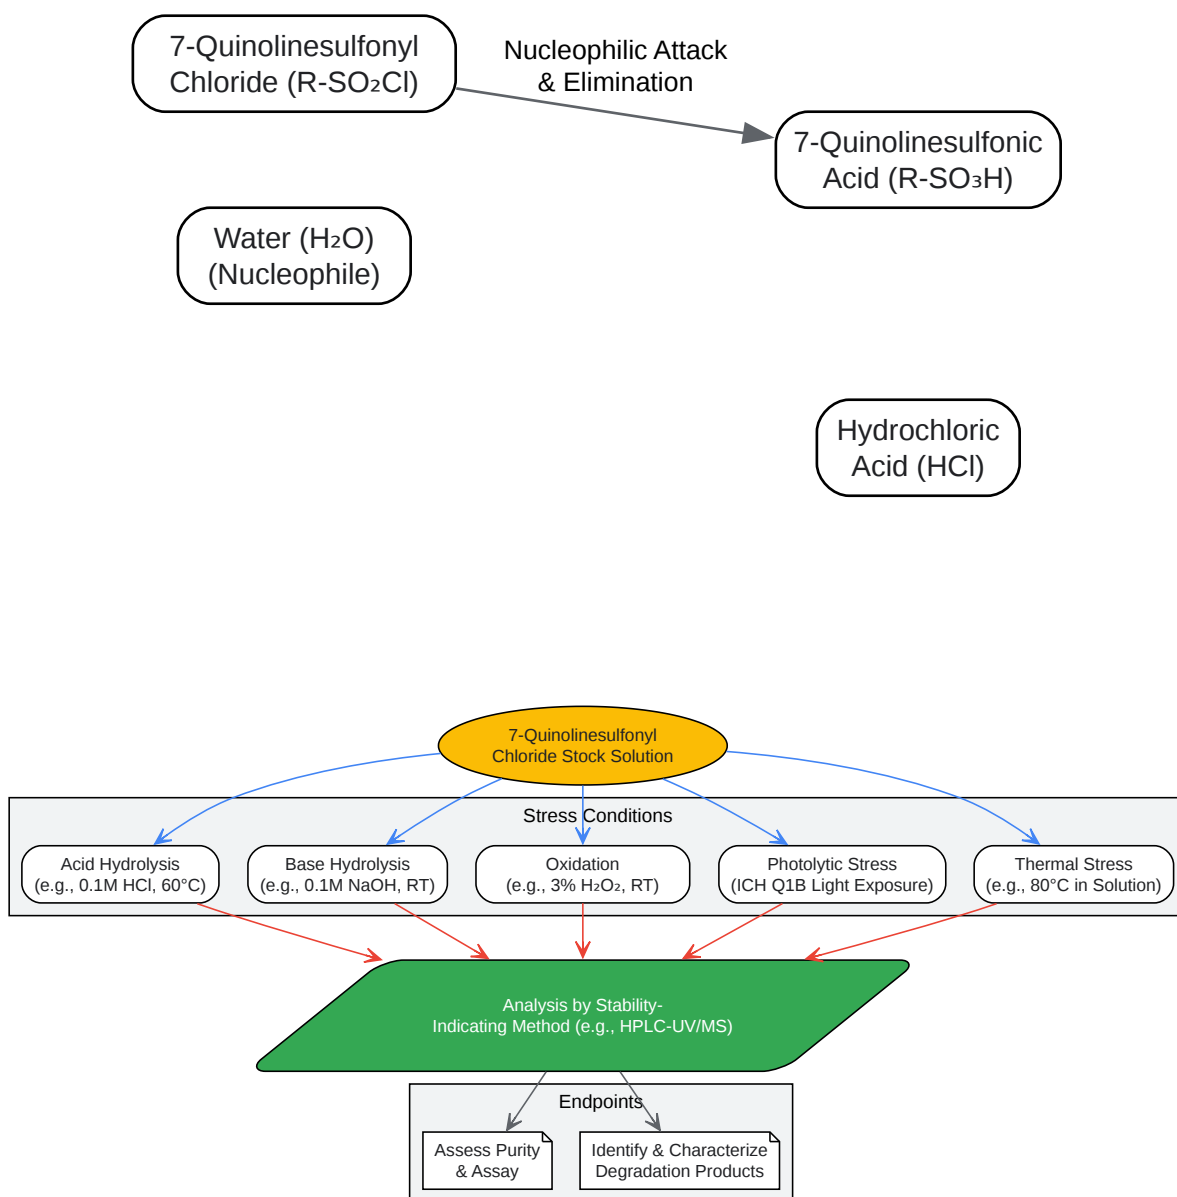 7-Quinolinesulfonyl
Chloride (R-SO₂Cl)
Nucleophilic Attack
& Elimination
7-Quinolinesulfonic
Acid (R-SO₃H)
Water (H₂O)
(Nucleophile)
Hydrochloric
Acid (HCl)
7-Quinolinesulfonyl
Chloride Stock Solution
Stress Conditions
Acid Hydrolysis
(e.g., 0.1M HCl, 60°C)
Base Hydrolysis
(e.g., 0.1M NaOH, RT)
Oxidation
(e.g., 3% H₂O₂, RT)
Photolytic Stress
(ICH Q1B Light Exposure)
Thermal Stress
(e.g., 80°C in Solution)
Analysis by Stability-
Indicating Method (e.g., HPLC-UV/MS)
Endpoints
Assess Purity
& Assay
Identify & Characterize
Degradation Products